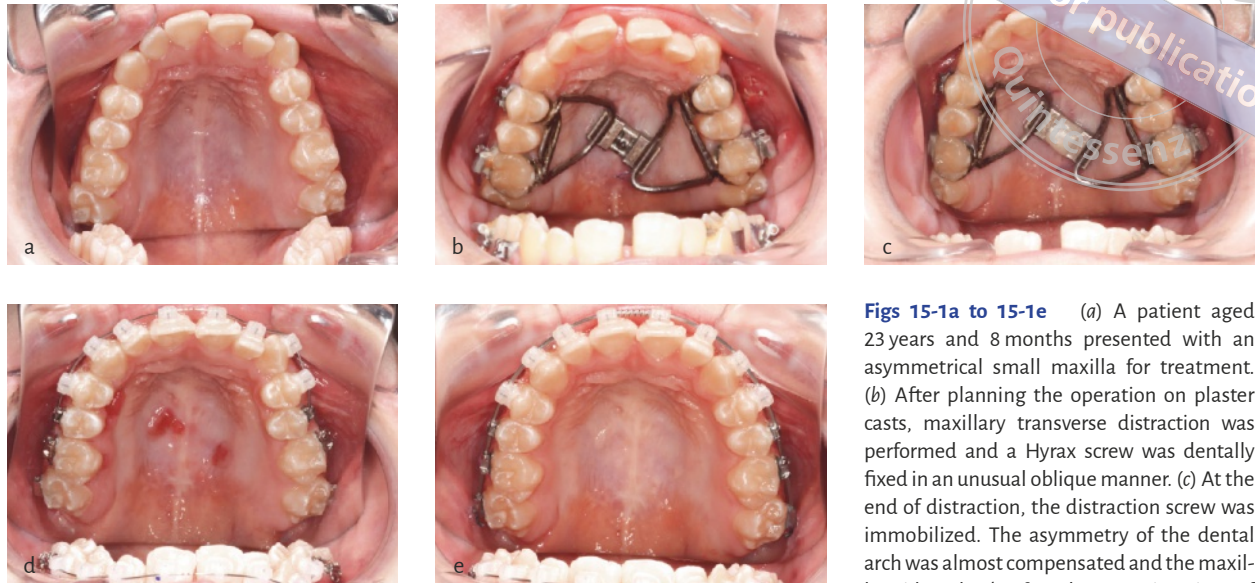 or publicatio
Quintessenz
a
b
c
d
e
Figs 15-1a to 15-1e (a) A patient aged
23 years and 8 months presented with an
asymmetrical small maxilla for treatment.
(b) After planning the operation on plaster
casts, maxillary transverse distraction was
performed and a Hyrax screw was dentally
fixed in an unusual oblique manner. (c) At the
end of distraction, the distraction screw was
immobilized. The asymmetry of the dental
arch was almost compensated and the maxil-